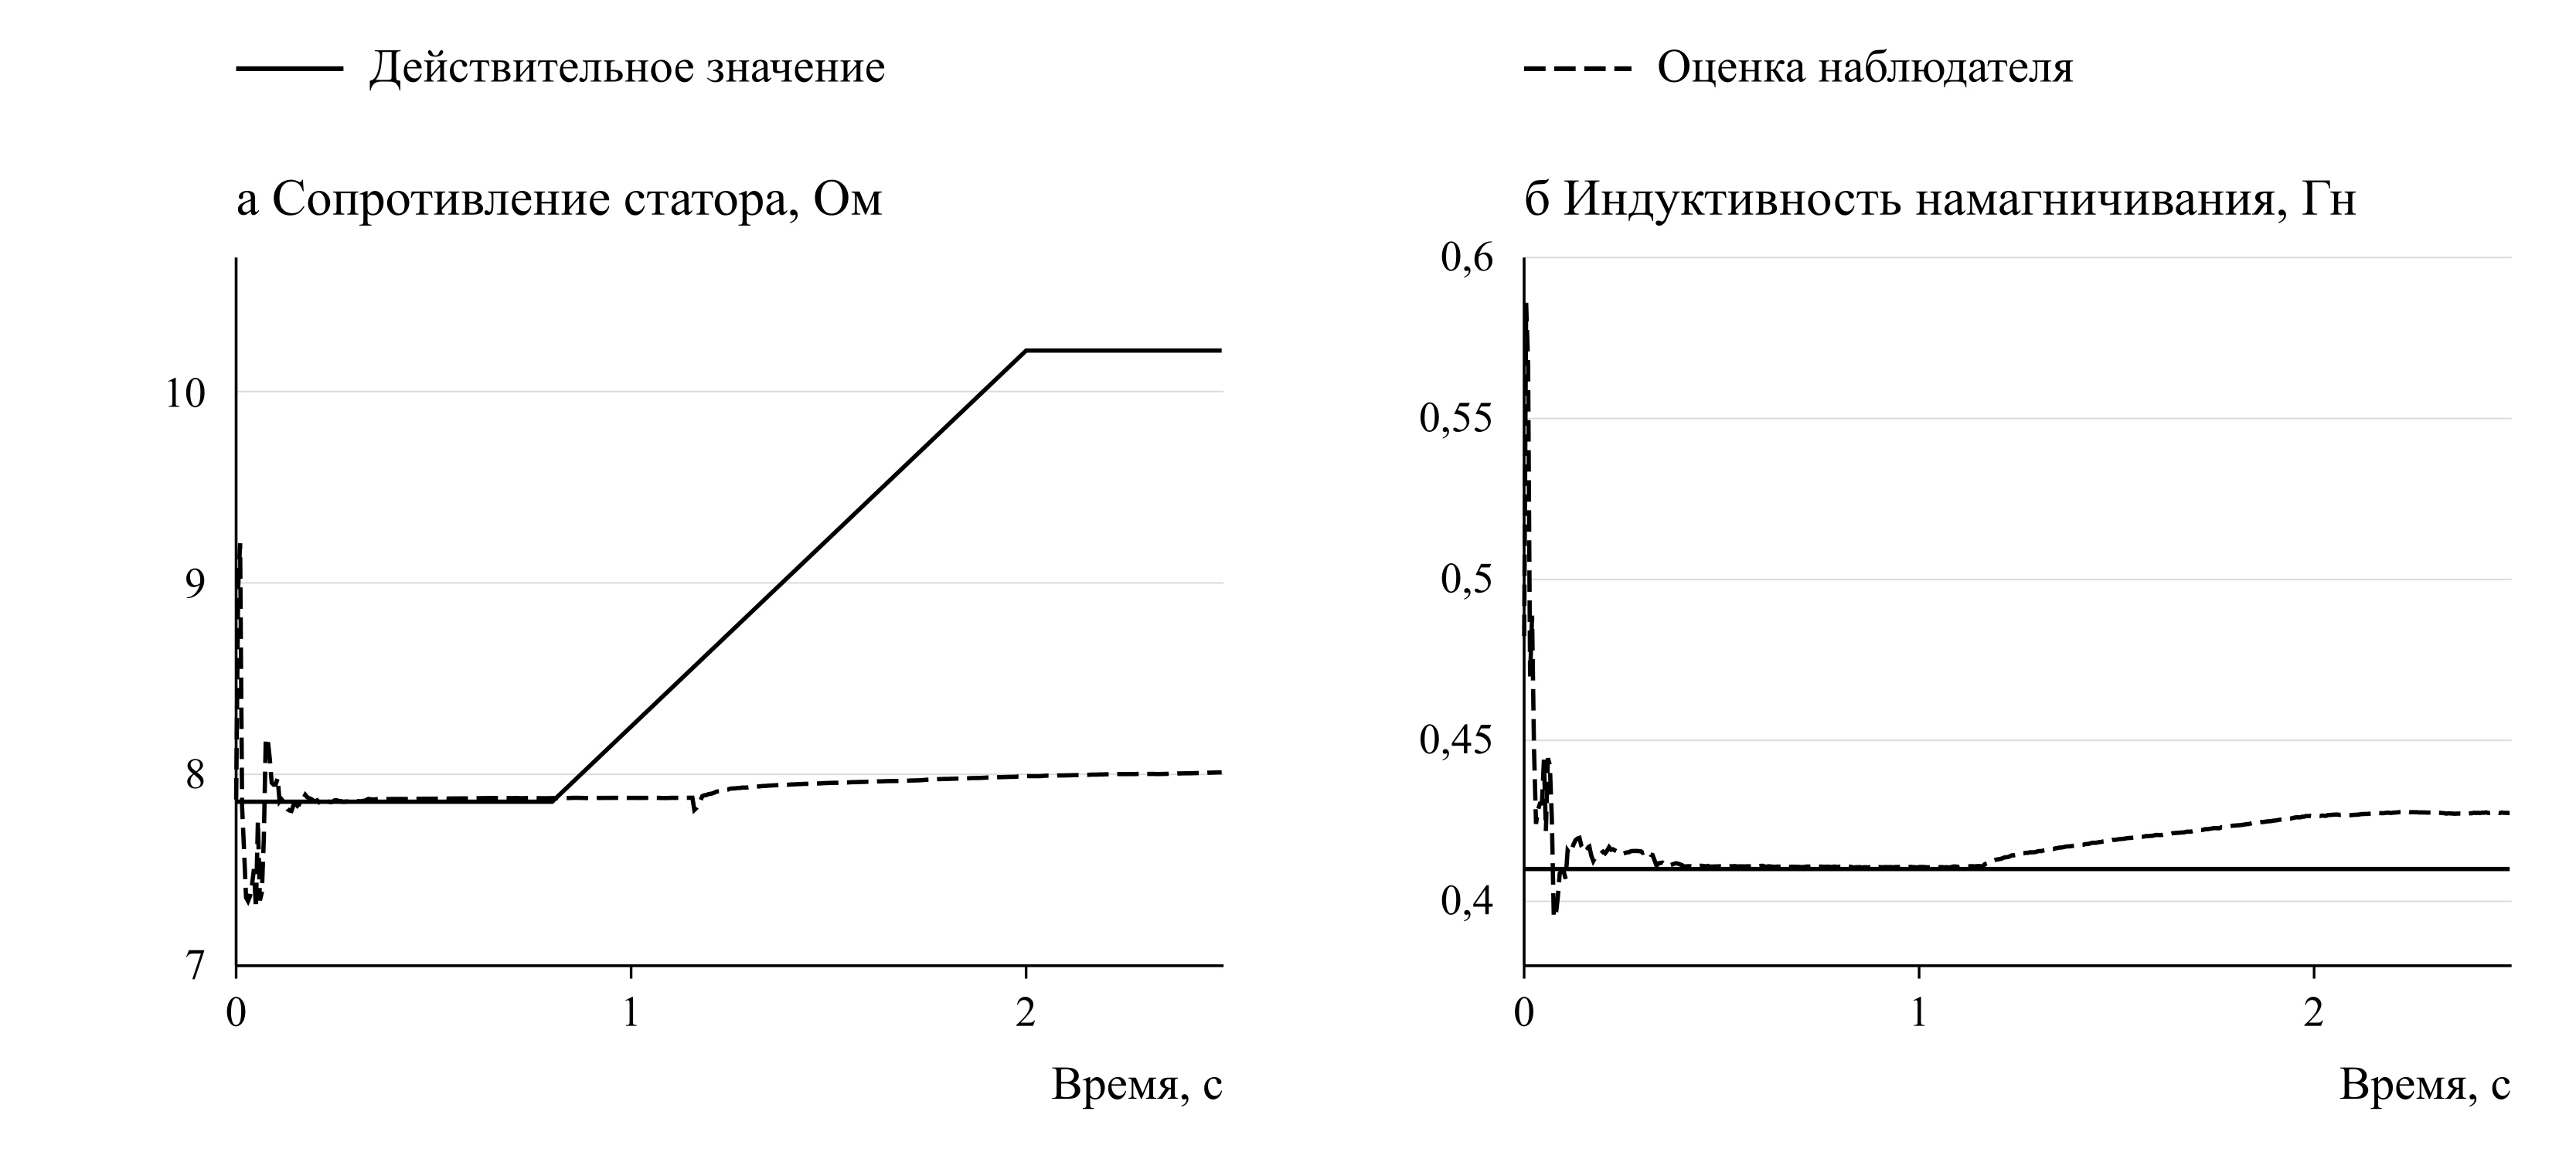 Действительное значение
Оценка наблюдателя
а Сопротивление статора, Ом
10
9
8
7
0
1
2
Время, с
б Индуктивность намагничивания, Гн
0,6
0,55
0,5
0,45
0,4
0
1
2
Время, с